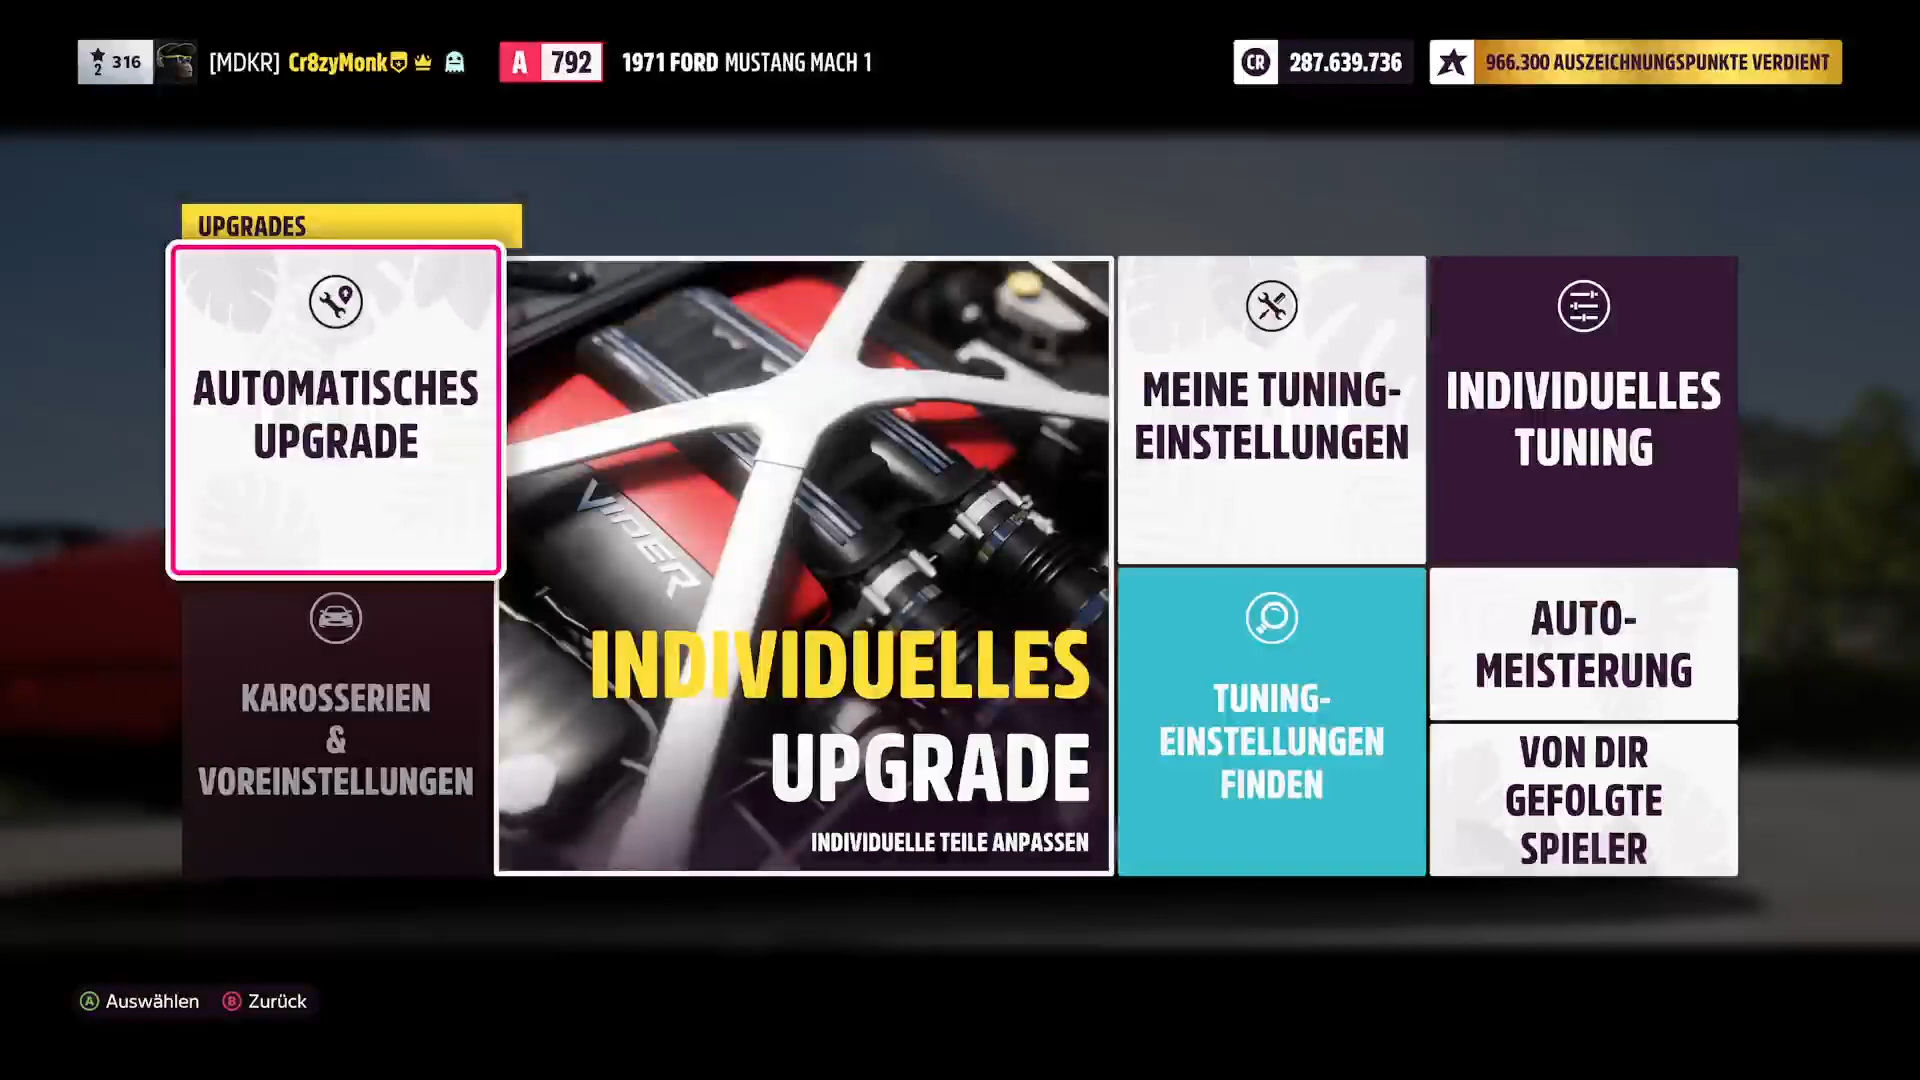 2 316 [MDKR] Cr8zyMonk A 792 1971 FORD MUSTANG MACH 1 CR 287.639.736 966.300 AUSZEICHNUNGSPUNKTE VERDIENT
UPGRADES
AUTOMATISCHES
UPGRADE
KAROSSERIEN
&
VOREINSTELLUNGEN
VIPER
INDIVIDUELLES
UPGRADE
INDIVIDUELLE TEILE ANPASSEN
MEINE TUNING-
EINSTELLUNGEN
TUNING-
EINSTELLUNGEN
FINDEN
INDIVIDUELLES
TUNING
AUTO-
MEISTERUNG
VON DIR
GEFOLGTE
SPIELER
A Auswählen B Zurück